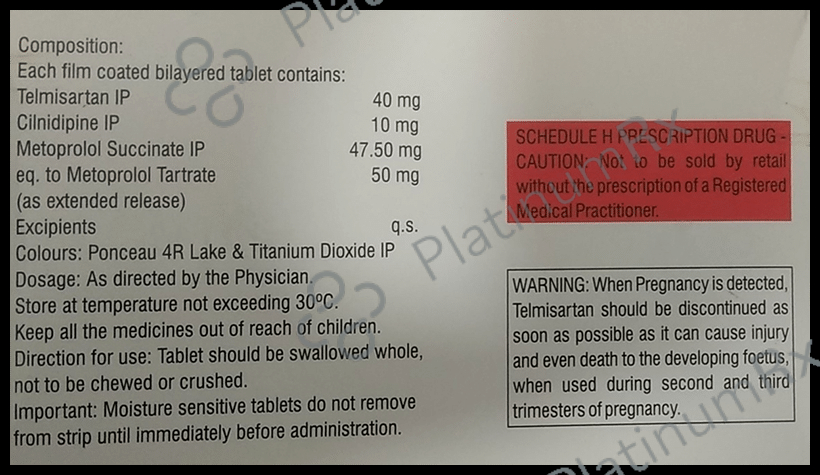 Composition:
Each film coated bilayered tablet contains:
Telmisartan IP 40 mg
Cilnidipine IP 10 mg
Metoprolol Succinate IP 47.50 mg
eq. to Metoprolol Tartrate 50 mg
(as extended release)
Excipients q.s.
Colours: Ponceau 4R Lake & Titanium Dioxide IP
Dosage: As directed by the Physician.
Store at temperature not exceeding 30ºC.
Keep all the medicines out of reach of children.
Direction for use: Tablet should be swallowed whole,
not to be chewed or crushed.
Important: Moisture sensitive tablets do not remove
from strip until immediately before administration.
SCHEDULE H PRESCRIPTION DRUG -
CAUTION: Not to be sold by retail
without the prescription of a Registered
Medical Practitioner.
WARNING: When Pregnancy is detected,
Telmisartan should be discontinued as
soon as possible as it can cause injury
and even death to the developing foetus,
when used during second and third
trimesters of pregnancy.
PlatinumRx
PlatinumRx